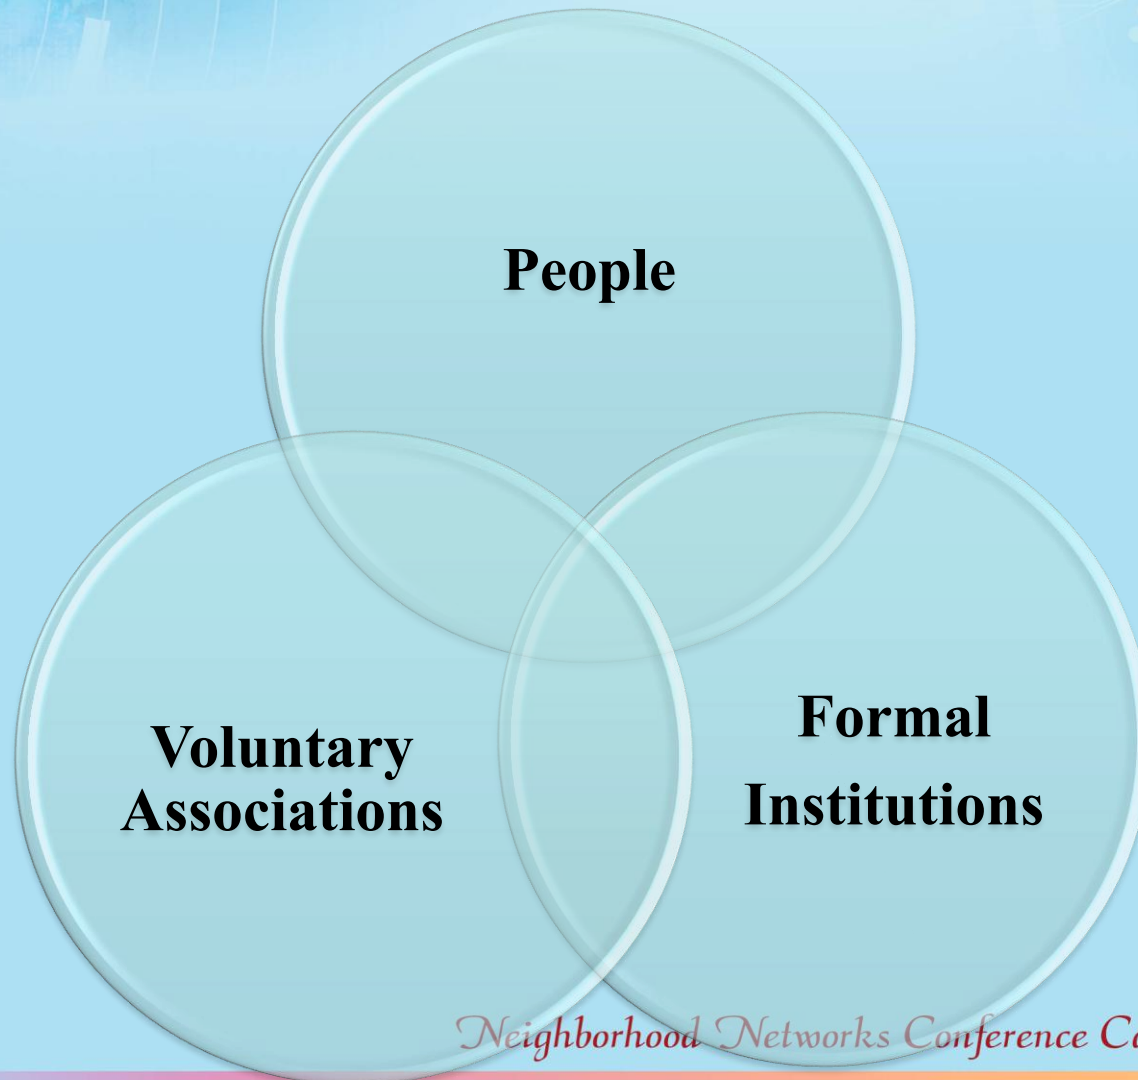 People
Voluntary
Associations
Formal
Institutions
Neighborhood Networks Conference